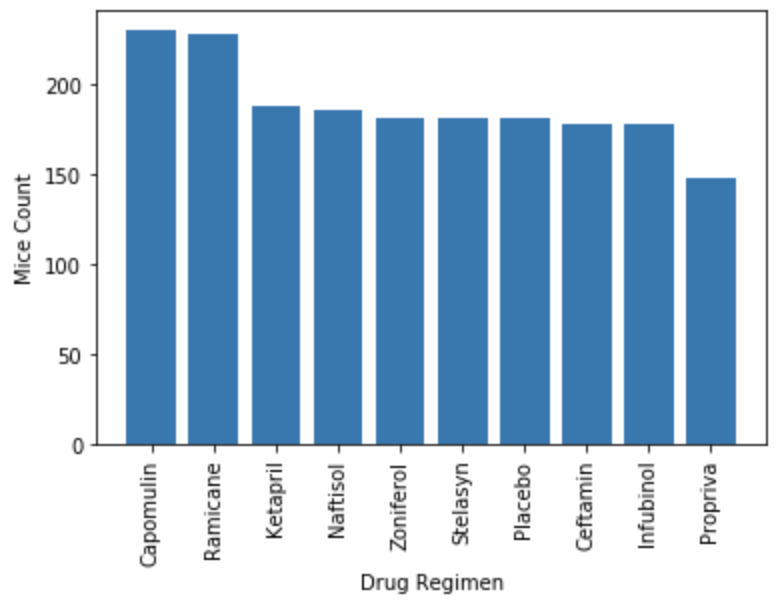 200
150
100
50
0
Mice Count
Capomulin
Ramicane
Ketapril
Naftisol
Zoniferol
Stelasyn
Placebo
Ceftamin
Infubinol
Propriva
Drug Regimen